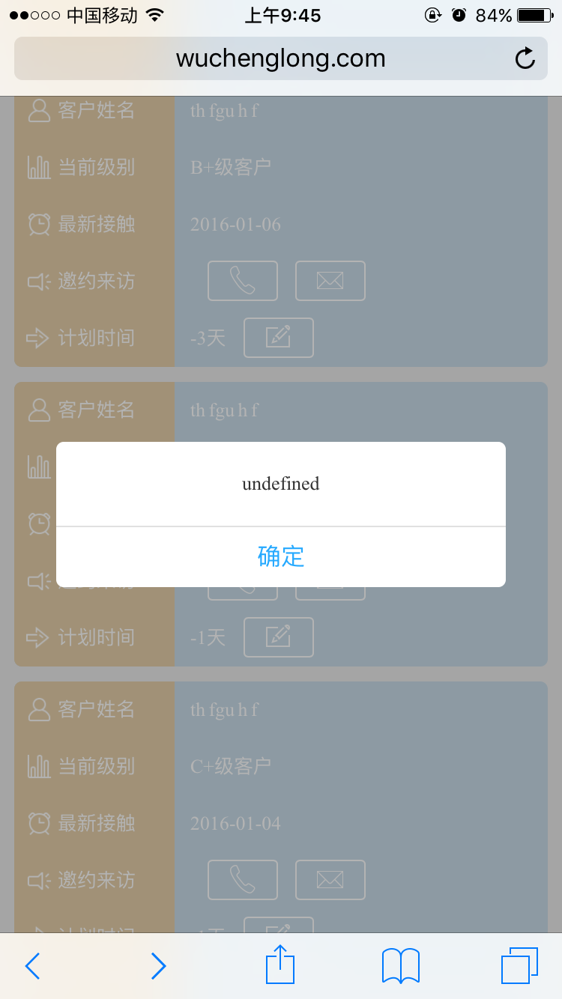 中国移动 上午9:45 84%
wuchenglong.com
客户姓名 th fgu h f
当前级别 B+级客户
最新接触 2016-01-06
邀约来访
计划时间 -3天
客户姓名 th fgu h f
undefined
确定
计划时间 -1天
客户姓名 th fgu h f
当前级别 C+级客户
最新接触 2016-01-04
邀约来访